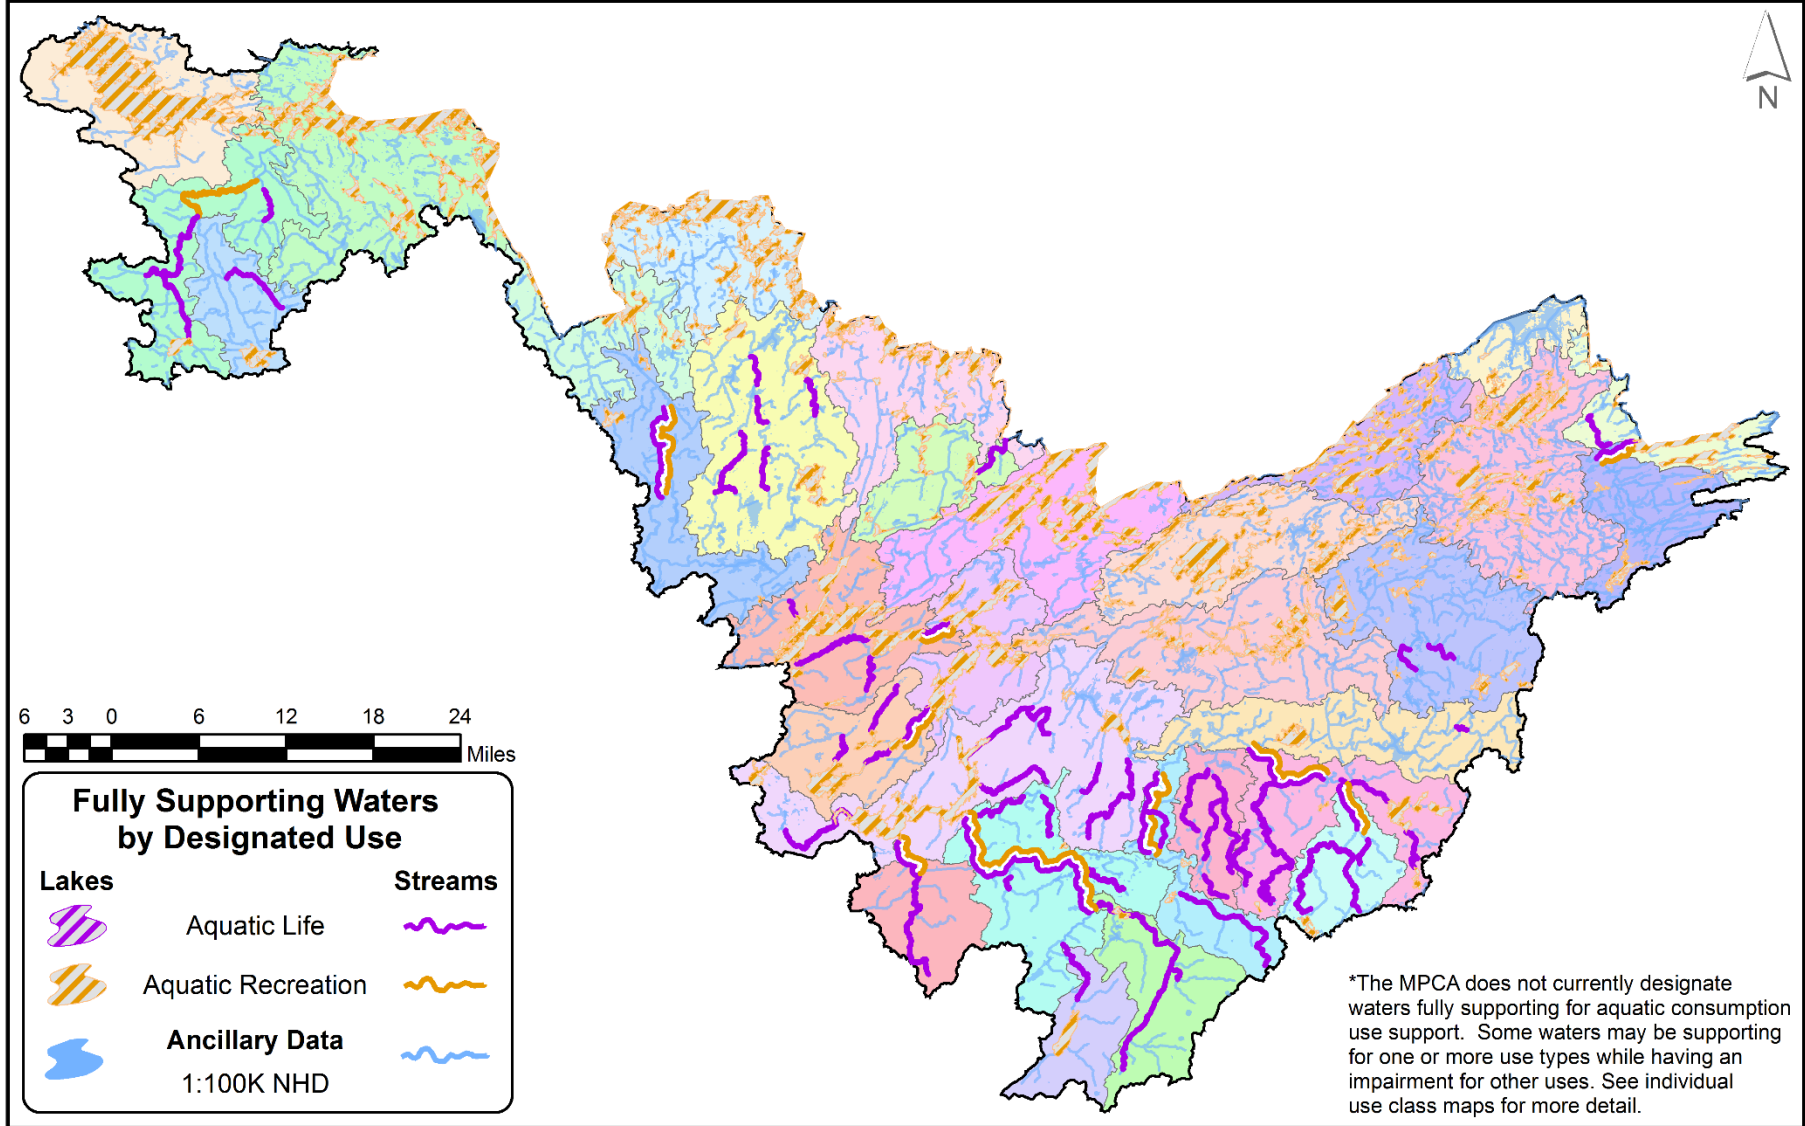 N
6 3 0 6 12 18 24
Miles
Fully Supporting Waters
by Designated Use
Lakes Streams
Aquatic Life
Aquatic Recreation
Ancillary Data
1:100K NHD
*The MPCA does not currently designate
waters fully supporting for aquatic consumption
use support. Some waters may be supporting
for one or more use types while having an
impairment for other uses. See individual
use class maps for more detail.